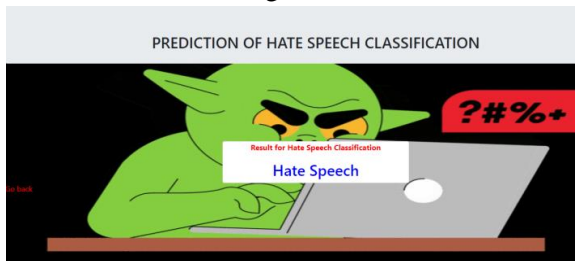 PREDICTION OF HATE SPEECH CLASSIFICATION
?#%+
Result for Hate Speech Classification
Hate Speech
Go back